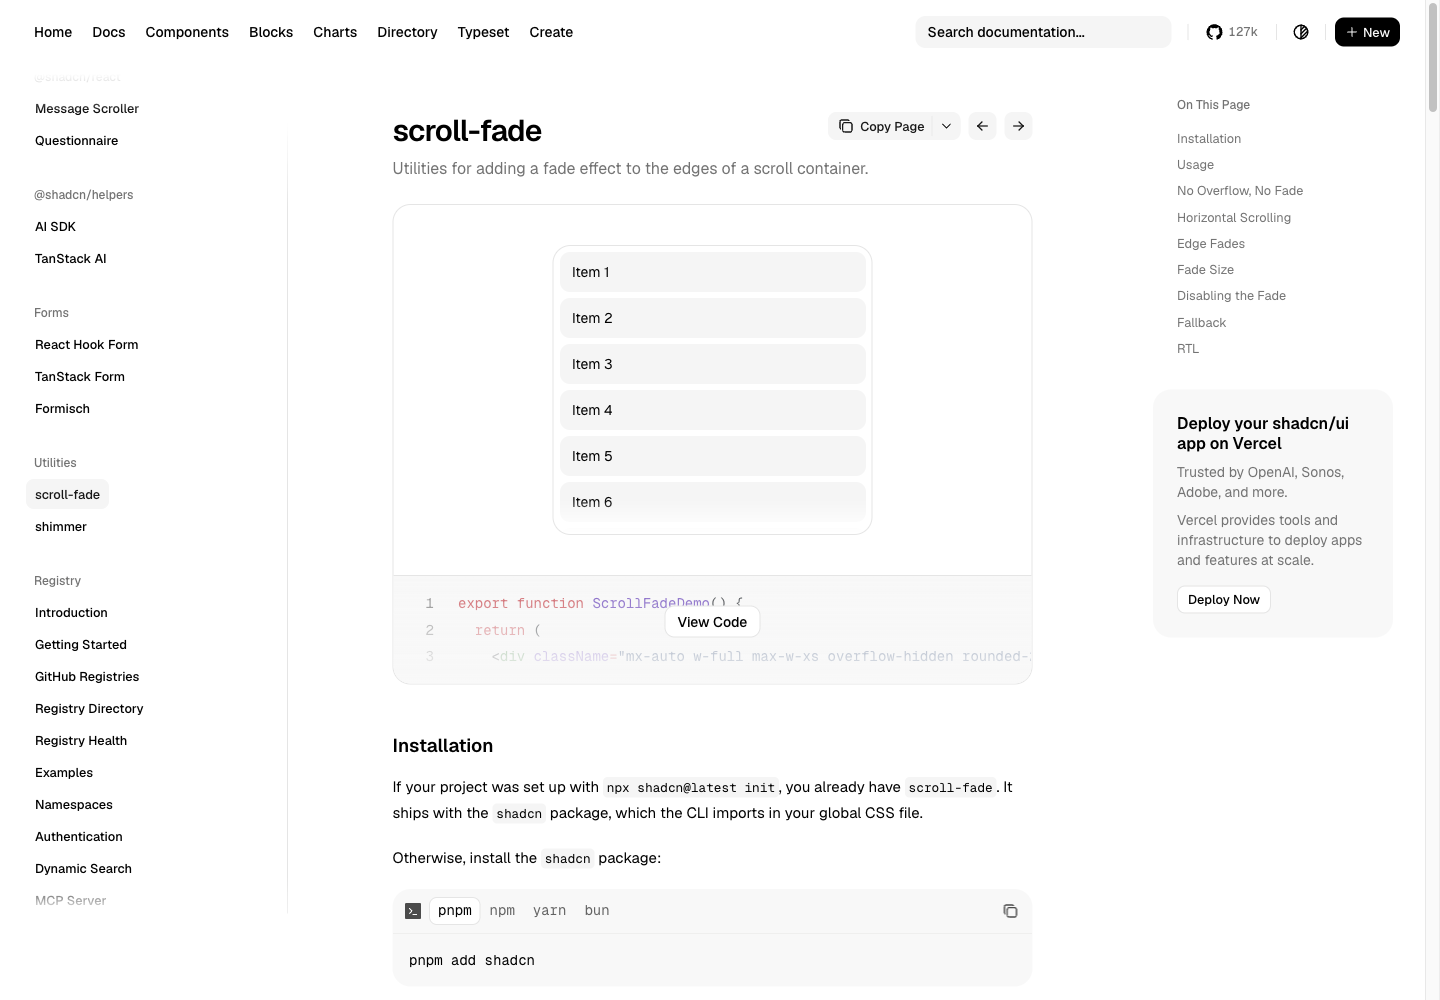 Home Docs Components Blocks Charts Directory Typeset Create
Search documentation...
127k
New
@shadcn/react
Message Scroller
Questionnaire
@shadcn/helpers
AI SDK
TanStack AI
Forms
React Hook Form
TanStack Form
Formisch
Utilities
scroll-fade
shimmer
Registry
Introduction
Getting Started
GitHub Registries
Registry Directory
Registry Health
Examples
Namespaces
Authentication
Dynamic Search
MCP Server
scroll-fade
Copy Page
Utilities for adding a fade effect to the edges of a scroll container.
Item 1
Item 2
Item 3
Item 4
Item 5
Item 6
1 export function ScrollFadeDemo() {
View Code
2 return (
3 <div className="mx-auto w-full max-w-xs overflow-hidden rounded-
Installation
If your project was set up with npx shadcn@latest init, you already have scroll-fade. It
ships with the shadcn package, which the CLI imports in your global CSS file.
Otherwise, install the shadcn package:
pnpm npm yarn bun
pnpm add shadcn
On This Page
Installation
Usage
No Overflow, No Fade
Horizontal Scrolling
Edge Fades
Fade Size
Disabling the Fade
Fallback
RTL
Deploy your shadcn/ui
app on Vercel
Trusted by OpenAI, Sonos,
Adobe, and more.
Vercel provides tools and
infrastructure to deploy apps
and features at scale.
Deploy Now